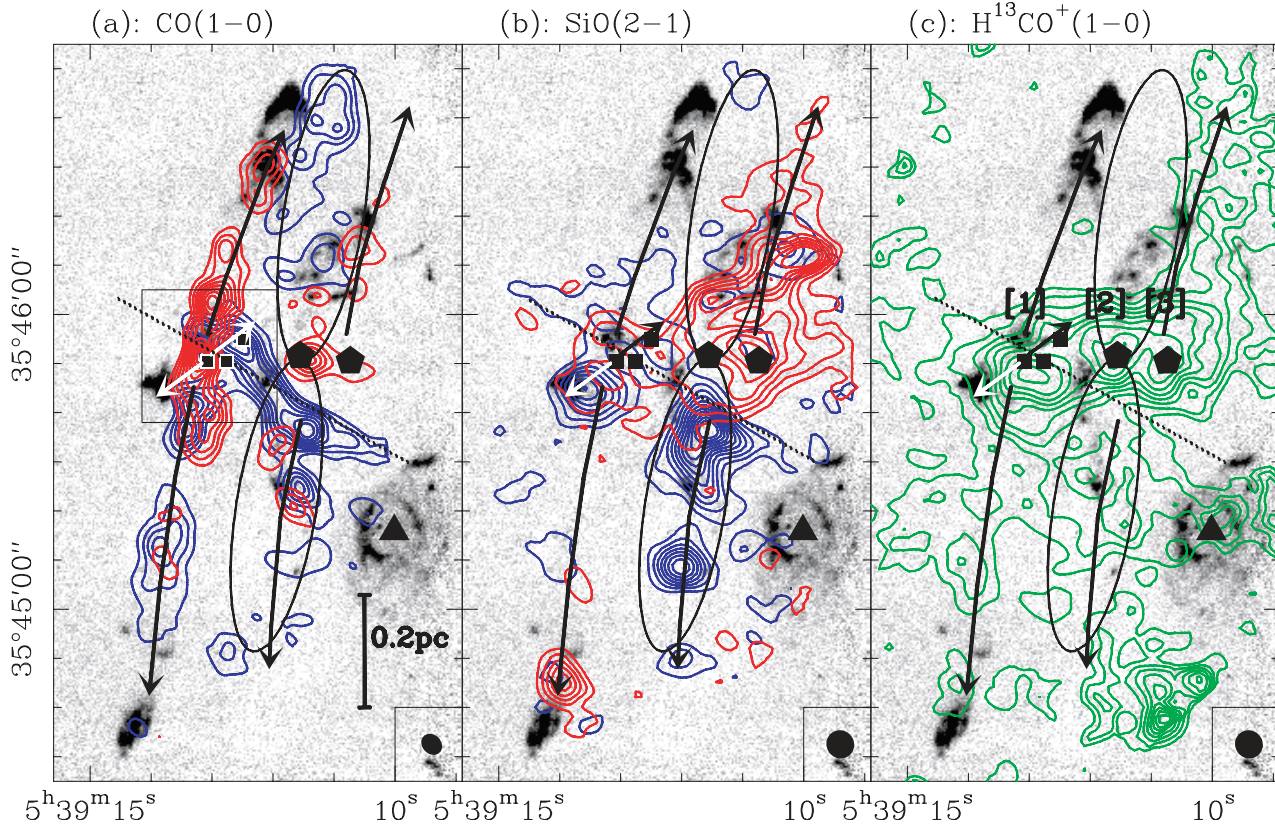 (a): CO(1−0)
(b): SiO(2−1)
(c): H¹³CO⁺(1−0)
35°46′00″
[1]
[2]
[3]
35°45′00″
0.2pc
5ʰ39ᵐ15ˢ
10ˢ
5ʰ39ᵐ15ˢ
10ˢ
5ʰ39ᵐ15ˢ
10ˢ